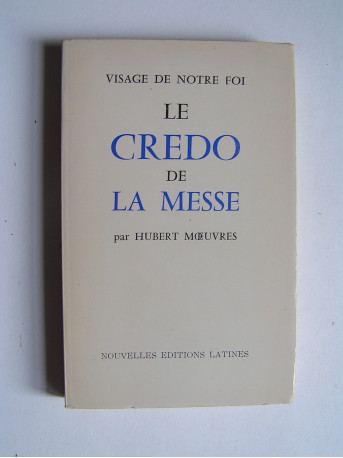 VISAGE DE NOTRE FOI
LE
CREDO
DE
LA MESSE
par HUBERT MŒUVRES
NOUVELLES EDITIONS LATINES